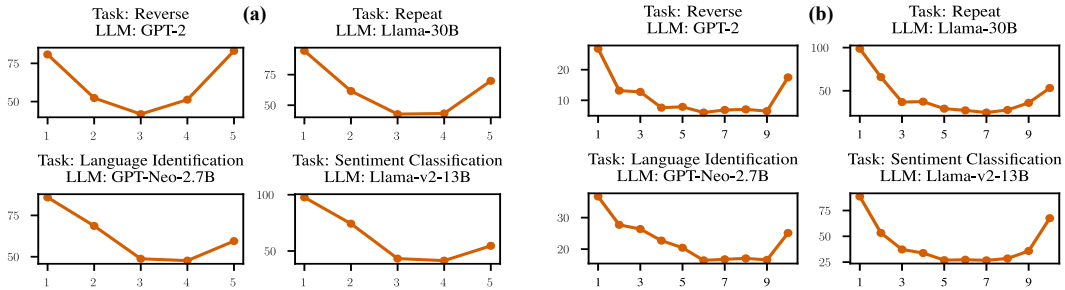 Task: Reverse
LLM: GPT-2
(a)
Task: Repeat
LLM: Llama-30B
75
50
1 2 3 4 5
75
50
1 2 3 4 5
Task: Language Identification
LLM: GPT-Neo-2.7B
Task: Sentiment Classification
LLM: Llama-v2-13B
75
50
1 2 3 4 5
100
75
50
1 2 3 4 5
Task: Reverse
LLM: GPT-2
(b)
Task: Repeat
LLM: Llama-30B
20
10
1 3 5 7 9
100
50
1 3 5 7 9
Task: Language Identification
LLM: GPT-Neo-2.7B
Task: Sentiment Classification
LLM: Llama-v2-13B
30
20
1 3 5 7 9
75
50
25
1 3 5 7 9